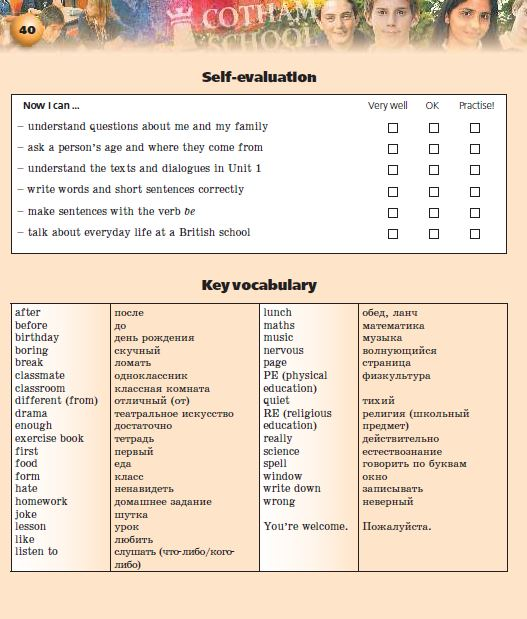 40
COTHAM
SCHOOL
Self-evaluation
Now I can ... Very well OK Practise!
– understand questions about me and my family
– ask a person's age and where they come from
– understand the texts and dialogues in Unit 1
– write words and short sentences correctly
– make sentences with the verb be
– talk about everyday life at a British school
Key vocabulary
after после
before до
birthday день рождения
boring скучный
break ломать
classmate одноклассник
classroom классная комната
different (from) отличный (от)
drama театральное искусство
enough достаточно
exercise book тетрадь
first первый
food еда
form класс
hate ненавидеть
homework домашнее задание
joke шутка
lesson урок
like любить
listen to слушать (что-либо/кого-
либо)
lunch обед, ланч
maths математика
music музыка
nervous волнующийся
page страница
PE (physical физкультура
education)
quiet тихий
RE (religious религия (школьный
education) предмет)
really действительно
science естествознание
spell говорить по буквам
window окно
write down записывать
wrong неверный
You're welcome. Пожалуйста.